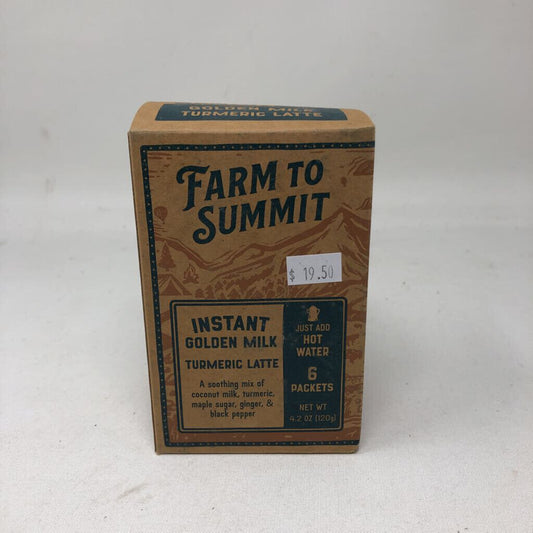 GOLDEN MILK
TURMERIC LATTE
FARM TO
SUMMIT
$ 19.50
INSTANT
GOLDEN MILK
TURMERIC LATTE
A soothing mix of
coconut milk, turmeric,
maple sugar, ginger, &
black pepper
JUST ADD
HOT
WATER
6
PACKETS
NET WT
4.2 OZ (120g)